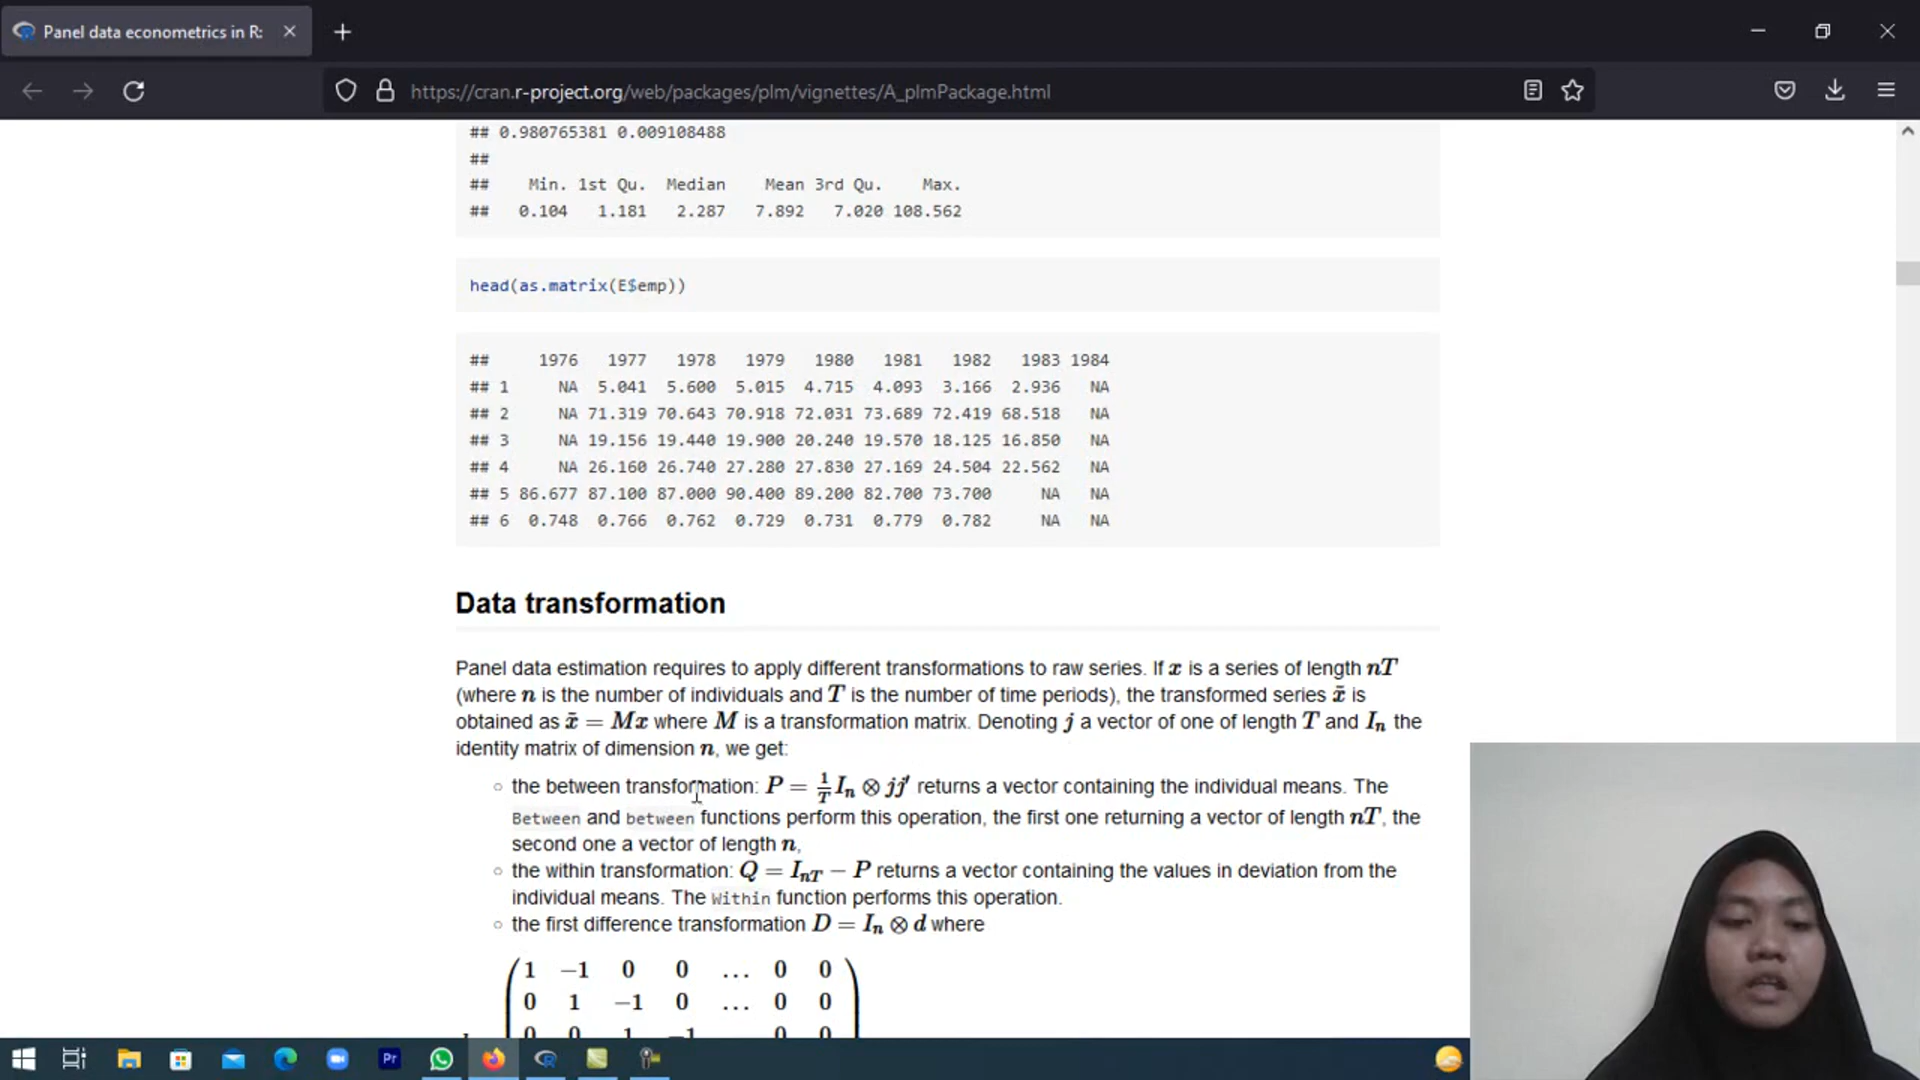 Panel data econometrics in R:
https://cran.r-project.org/web/packages/plm/vignettes/A_plmPackage.html
## 0.980765381 0.009108488
##
## Min. 1st Qu. Median Mean 3rd Qu. Max.
## 0.104 1.181 2.287 7.892 7.020 108.562
head(as.matrix(E$emp))
## 1976 1977 1978 1979 1980 1981 1982 1983 1984
## 1 NA 5.041 5.600 5.015 4.715 4.093 3.166 2.936 NA
## 2 NA 71.319 70.643 70.918 72.031 73.689 72.419 68.518 NA
## 3 NA 19.156 19.440 19.900 20.240 19.570 18.125 16.850 NA
## 4 NA 26.160 26.740 27.280 27.830 27.169 24.504 22.562 NA
## 5 86.677 87.100 87.000 90.400 89.200 82.700 73.700 NA NA
## 6 0.748 0.766 0.762 0.729 0.731 0.779 0.782 NA NA
Data transformation
Panel data estimation requires to apply different transformations to raw series. If x is a series of length nT
(where n is the number of individuals and T is the number of time periods), the transformed series x̃ is
obtained as x̃ = Mx where M is a transformation matrix. Denoting j a vector of one of length T and Iₙ the
identity matrix of dimension n, we get:
the between transformation: P = 1/T Iₙ ⊗ jj′ returns a vector containing the individual means. The
Between and between functions perform this operation, the first one returning a vector of length nT, the
second one a vector of length n,
the within transformation: Q = I_nT − P returns a vector containing the values in deviation from the
individual means. The Within function performs this operation.
the first difference transformation D = Iₙ ⊗ d where
1 −1 0 0 … 0 0
0 1 −1 0 … 0 0
0 0 1 −1 … 0 0
Pr